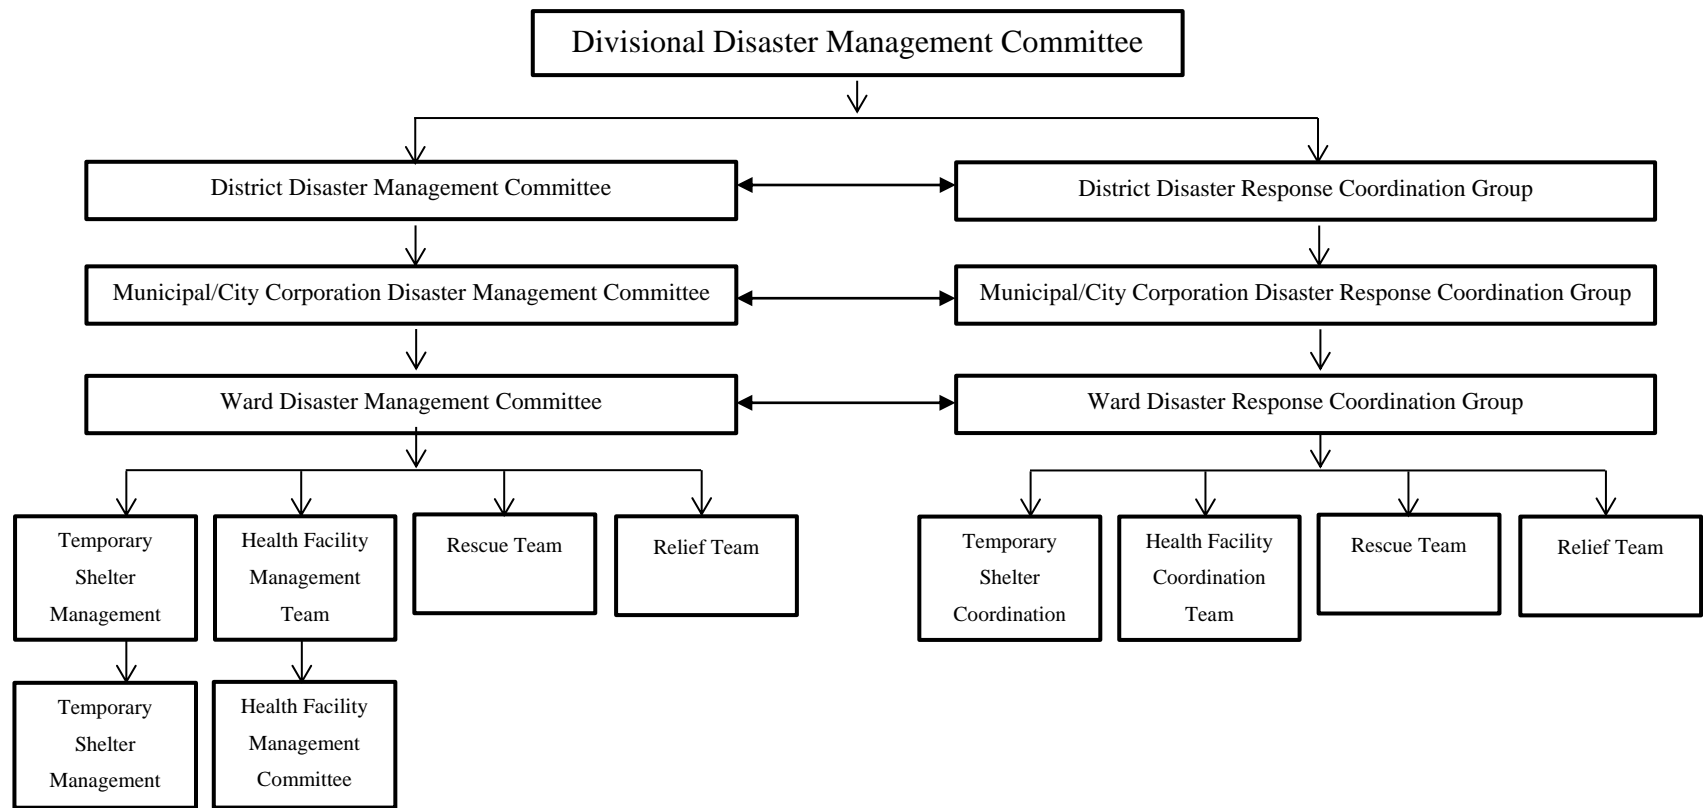 Divisional Disaster Management Committee
District Disaster Management Committee
District Disaster Response Coordination Group
Municipal/City Corporation Disaster Management Committee
Municipal/City Corporation Disaster Response Coordination Group
Ward Disaster Management Committee
Ward Disaster Response Coordination Group
Temporary
Shelter
Management
Health Facility
Management
Team
Rescue Team
Relief Team
Temporary
Shelter
Coordination
Health Facility
Coordination
Team
Rescue Team
Relief Team
Temporary
Shelter
Management
Health Facility
Management
Committee